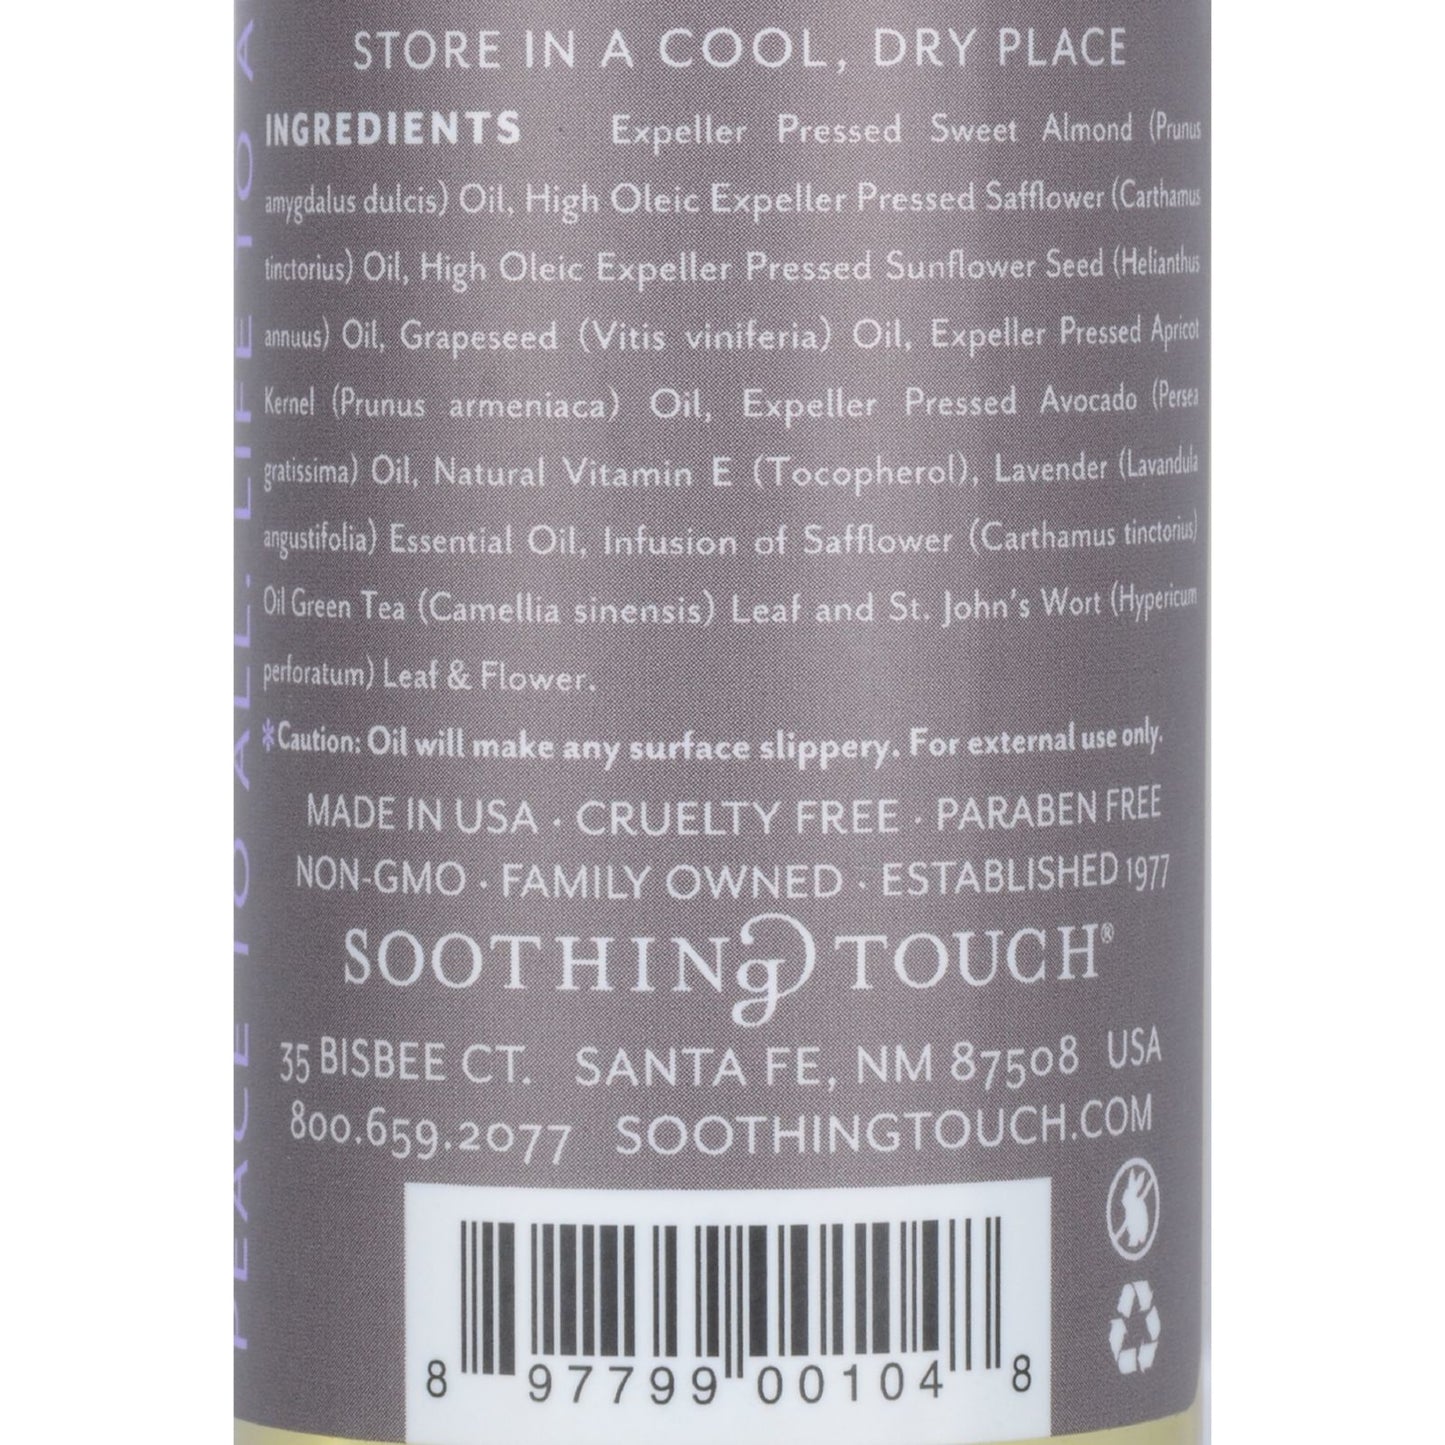 STORE IN A COOL, DRY PLACE
INGREDIENTS Expeller Pressed Sweet Almond (Prunus
amygdalus dulcis) Oil, High Oleic Expeller Pressed Safflower (Carthamus
tinctorius) Oil, High Oleic Expeller Pressed Sunflower Seed (Helianthus
annuus) Oil, Grapeseed (Vitis viniferia) Oil, Expeller Pressed Apricot
Kernel (Prunus armeniaca) Oil, Expeller Pressed Avocado (Persea
gratissima) Oil, Natural Vitamin E (Tocopherol), Lavender (Lavandula
angustifolia) Essential Oil, Infusion of Safflower (Carthamus tinctorius)
Oil Green Tea (Camellia sinensis) Leaf and St. John's Wort (Hypericum
perforatum) Leaf & Flower.
*Caution: Oil will make any surface slippery. For external use only.
MADE IN USA · CRUELTY FREE · PARABEN FREE
NON-GMO · FAMILY OWNED · ESTABLISHED 1977
SOOTHING TOUCH®
35 BISBEE CT. SANTA FE, NM 87508 USA
800.659.2077 SOOTHINGTOUCH.COM
8 97799 00104 8
PEACE TO ALL. LIFE TO A